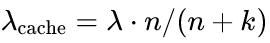 λ_cache = λ · n/(n + k)